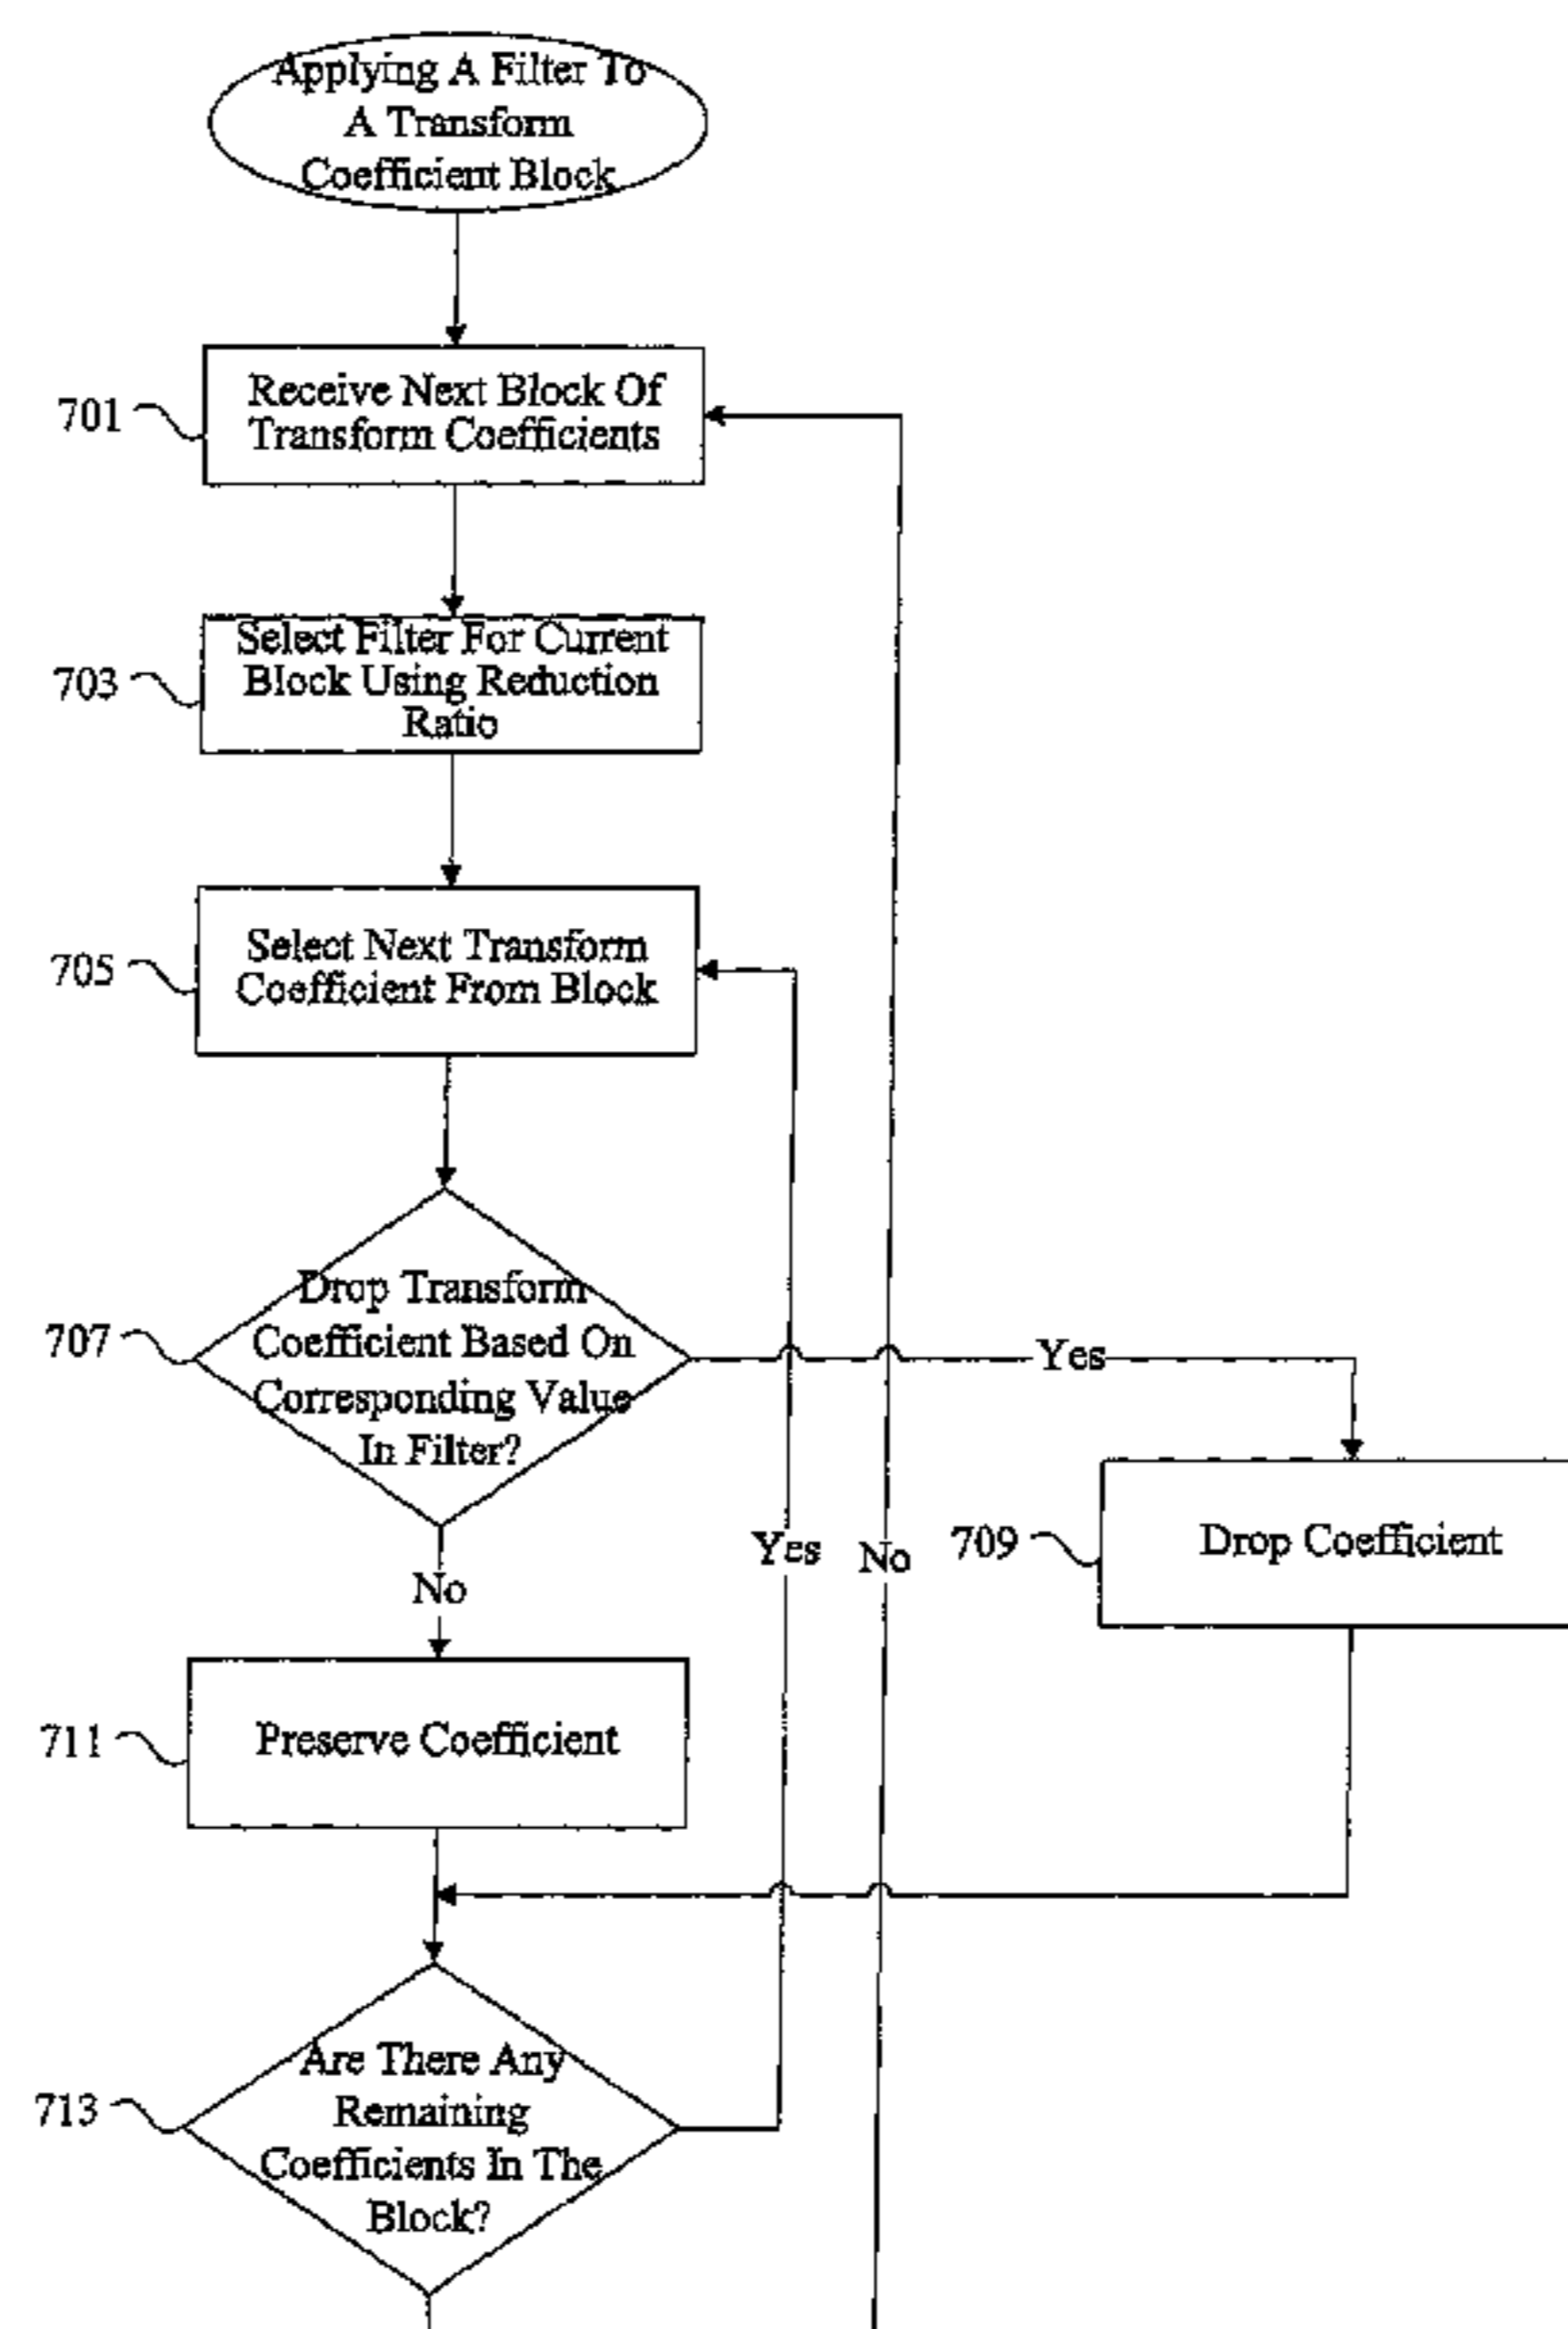 Applying A Filter To
A Transform
Coefficient Block
701
Receive Next Block Of
Transform Coefficients
703
Select Filter For Current
Block Using Reduction
Ratio
705
Select Next Transform
Coefficient From Block
707
Drop Transform
Coefficient Based On
Corresponding Value
In Filter?
Yes
No
Yes
No
709
Drop Coefficient
711
Preserve Coefficient
713
Are There Any
Remaining
Coefficients In The
Block?